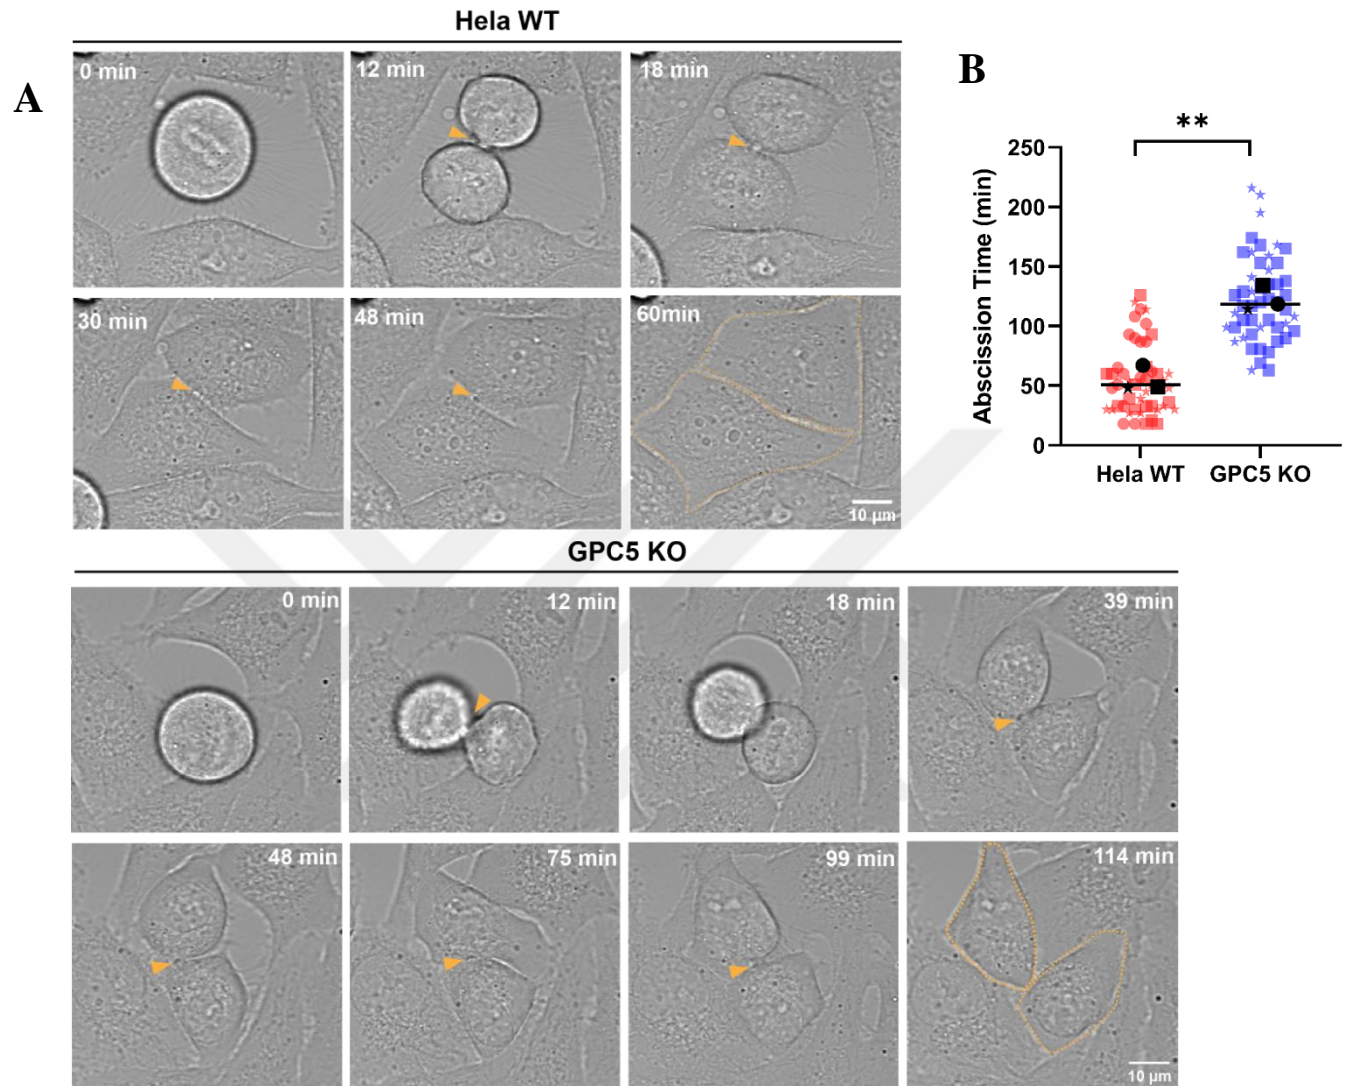 Hela WT
A
0 min
12 min
18 min
30 min
48 min
60min
10 µm
B
**
250
200
150
100
50
0
Abscission Time (min)
Hela WT GPC5 KO
GPC5 KO
0 min
12 min
18 min
39 min
48 min
75 min
99 min
114 min
10 µm